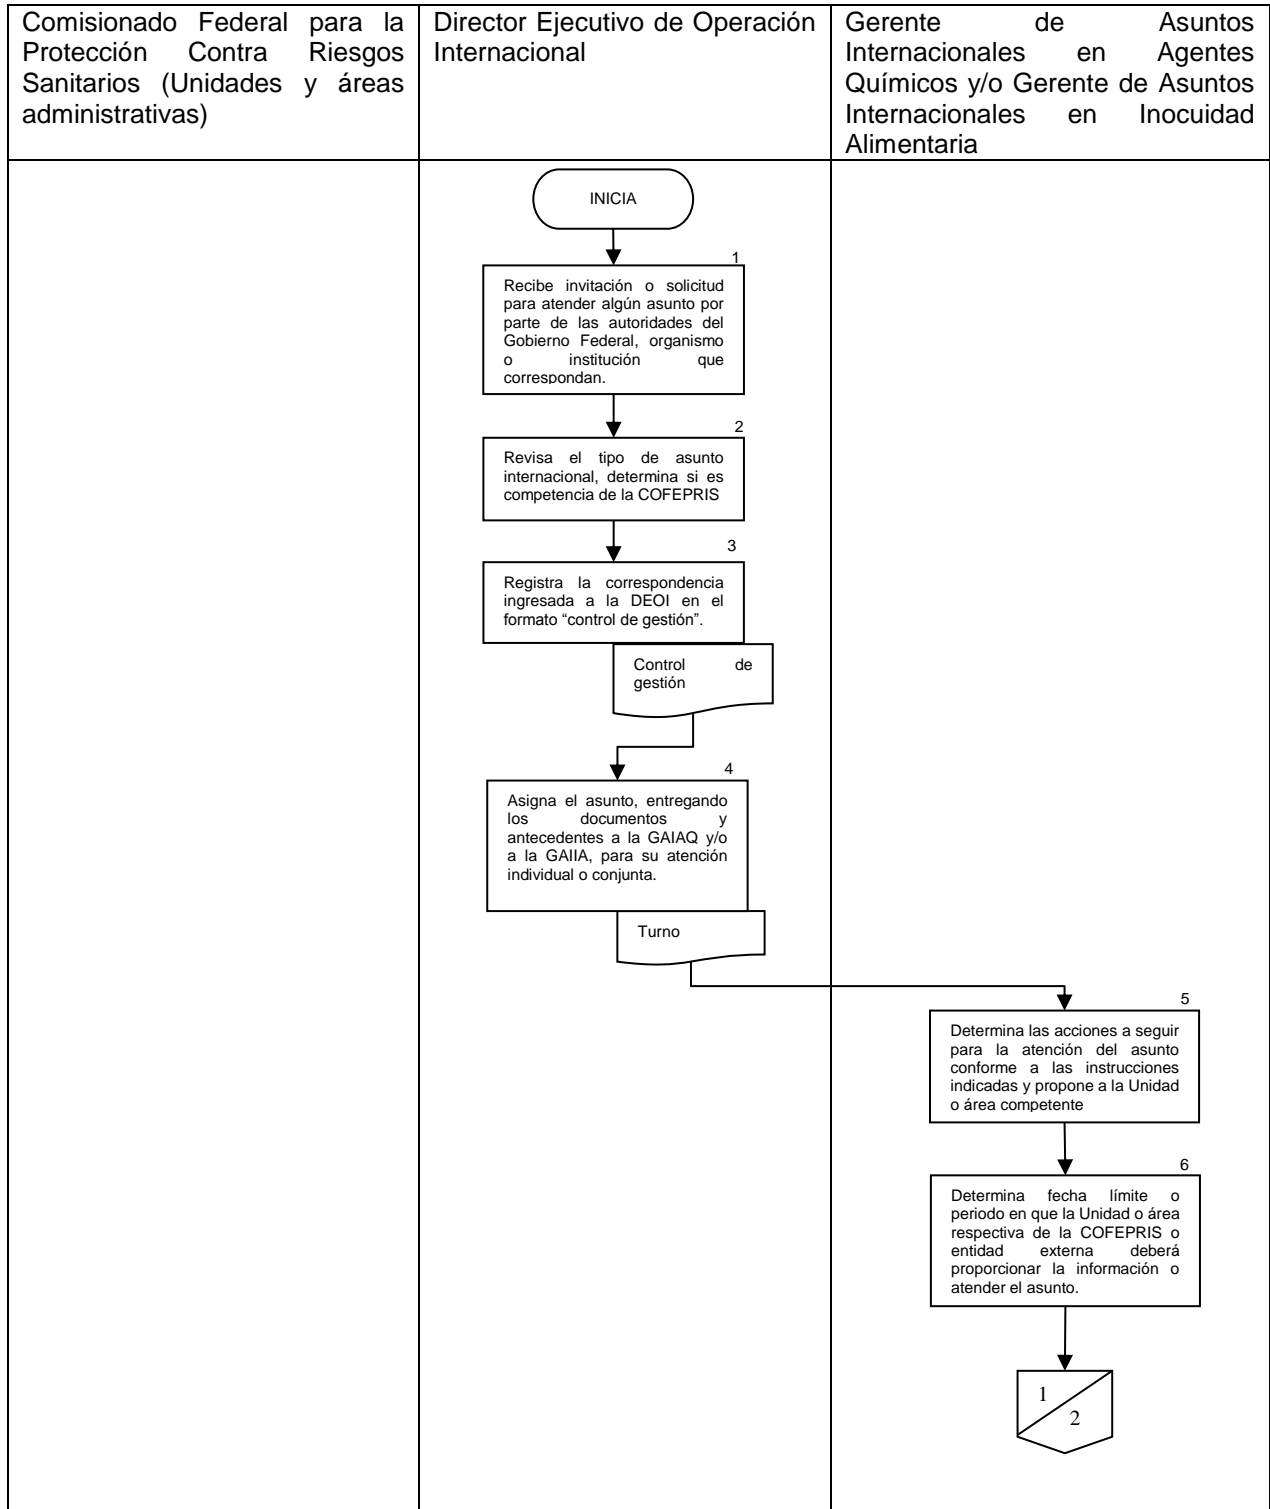 Comisionado Federal para la
Protección Contra Riesgos
Sanitarios (Unidades y áreas
administrativas)
Director Ejecutivo de Operación
Internacional
Gerente de Asuntos
Internacionales en Agentes
Químicos y/o Gerente de Asuntos
Internacionales en Inocuidad
Alimentaria
INICIA
1
Recibe invitación o solicitud
para atender algún asunto por
parte de las autoridades del
Gobierno Federal, organismo
o institución que
correspondan.
2
Revisa el tipo de asunto
internacional, determina si es
competencia de la COFEPRIS
3
Registra la correspondencia
ingresada a la DEOI en el
formato “control de gestión”.
Control de
gestión
4
Asigna el asunto, entregando
los documentos y
antecedentes a la GAIAQ y/o
a la GAIIA, para su atención
individual o conjunta.
Turno
5
Determina las acciones a seguir
para la atención del asunto
conforme a las instrucciones
indicadas y propone a la Unidad
o área competente
6
Determina fecha límite o
periodo en que la Unidad o área
respectiva de la COFEPRIS o
entidad externa deberá
proporcionar la información o
atender el asunto.
1
2